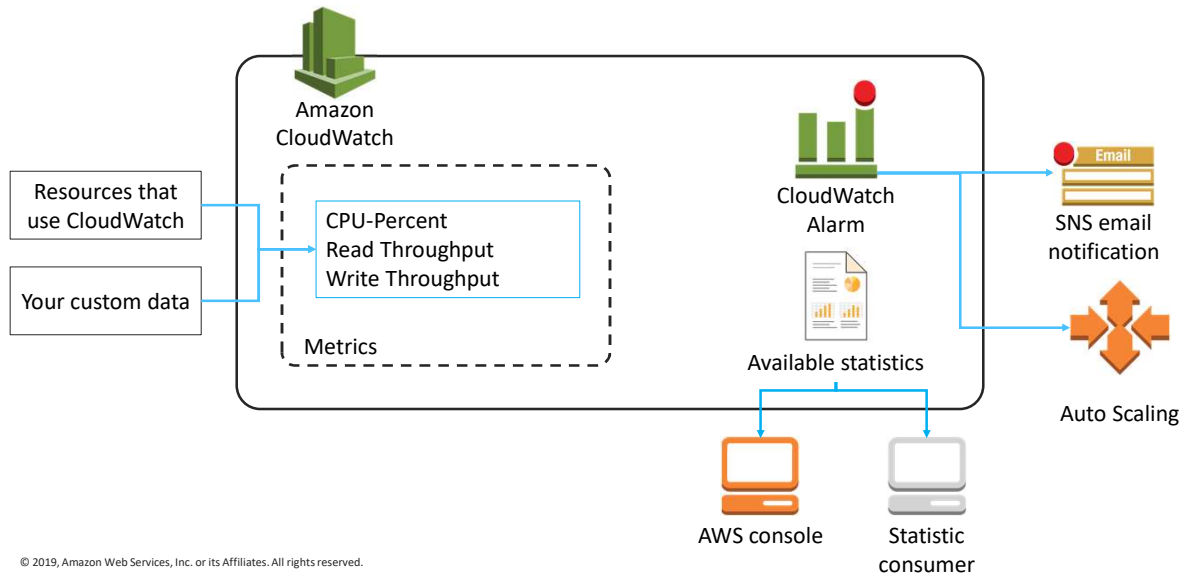 Amazon
CloudWatch
Resources that
use CloudWatch
Your custom data
CPU-Percent
Read Throughput
Write Throughput
Metrics
CloudWatch
Alarm
Available statistics
Email
SNS email
notification
Auto Scaling
AWS console
Statistic
consumer
© 2019, Amazon Web Services, Inc. or its Affiliates. All rights reserved.